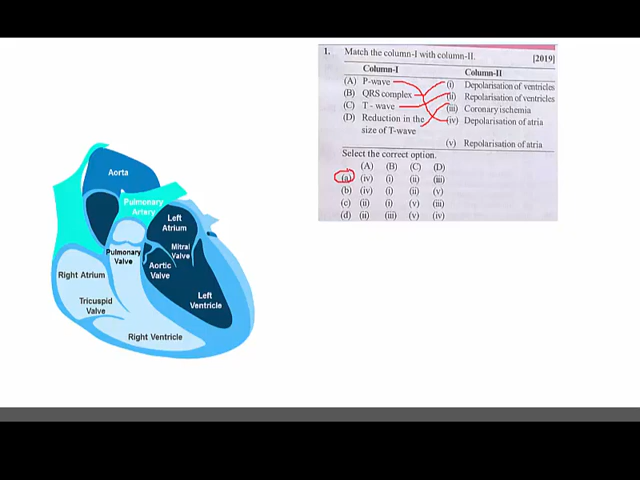 1. Match the column-I with column-II. [2019]
Column-I Column-II
(A) P-wave (i) Depolarisation of ventricles
(B) QRS complex (ii) Repolarisation of ventricles
(C) T - wave (iii) Coronary ischemia
(D) Reduction in the size of T-wave (iv) Depolarisation of atria
(v) Repolarisation of atria
Select the correct option.
(A) (B) (C) (D)
(a) (iv) (i) (ii) (iii)
(b) (iv) (i) (ii) (v)
(c) (ii) (i) (v) (iii)
(d) (ii) (iii) (v) (iv)
Aorta
Pulmonary
Artary
Left
Atrium
Mitral
Valve
Pulmonary
Valve
Aortic
Valve
Right Atrium
Left
Ventricle
Tricuspid
Valve
Right Ventricle